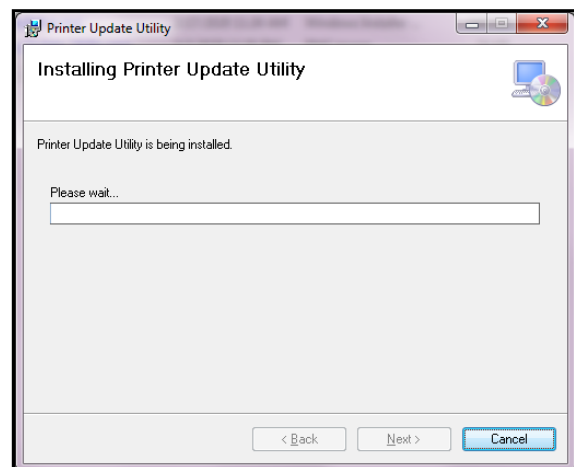 Printer Update Utility
Installing Printer Update Utility
Printer Update Utility is being installed.
Please wait...
< Back
Next >
Cancel